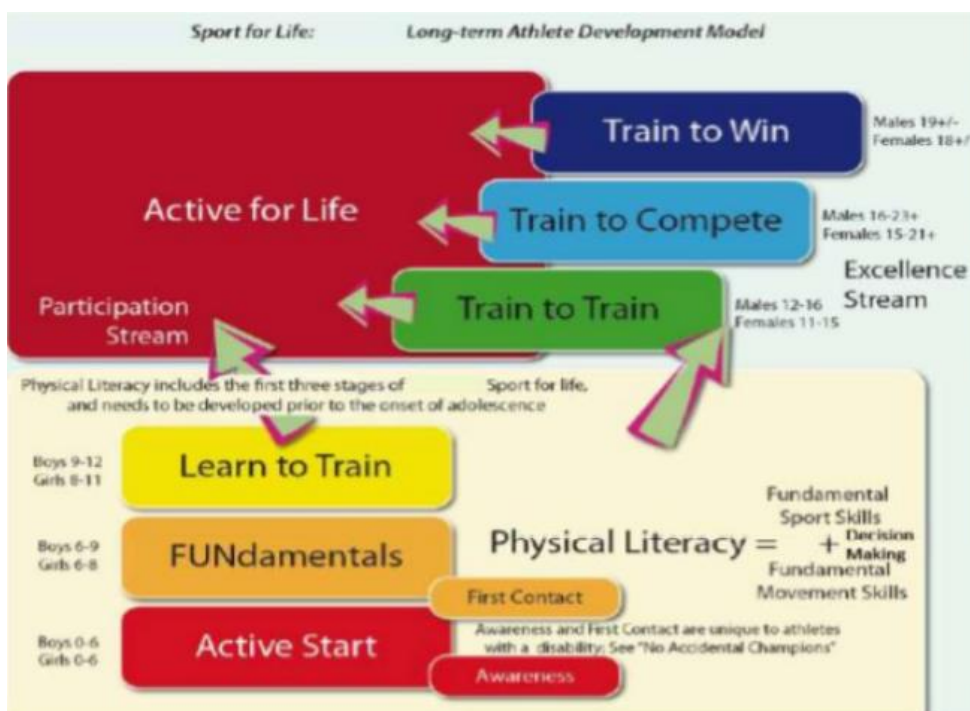 Sport for Life: Long-term Athlete Development Model
Train to Win
Males 19+/-
Females 18+/
Active for Life
Train to Compete
Males 16-23+
Females 15-21+
Excellence
Stream
Participation
Stream
Train to Train
Males 12-16
Females 11-15
Physical Literacy includes the first three stages of Sport for life,
and needs to be developed prior to the onset of adolescence
Boys 9-12
Girls 8-11
Learn to Train
Boys 6-9
Girls 6-8
FUNdamentals
Physical Literacy =
Fundamental
Sport Skills
+ Decision
Making
Fundamental
Movement Skills
First Contact
Boys 0-6
Girls 0-6
Active Start
Awareness and First Contact are unique to athletes
with a disability; See "No Accidental Champions"
Awareness